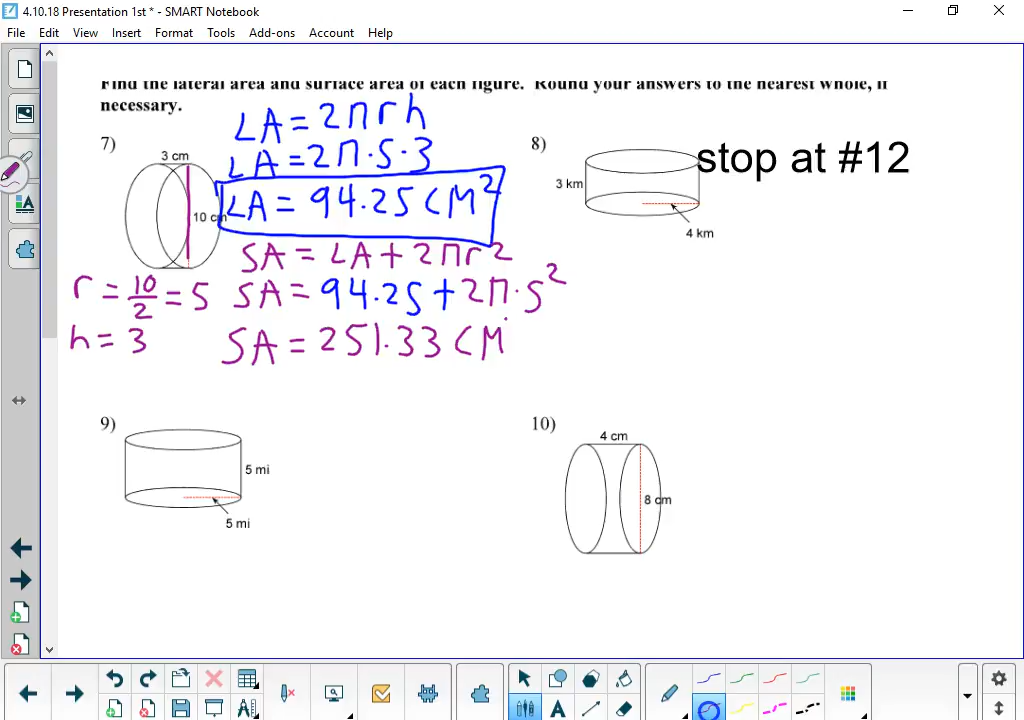 4.10.18 Presentation 1st * - SMART Notebook
File Edit View Insert Format Tools Add-ons Account Help
Find the lateral area and surface area of each figure. Round your answers to the nearest whole, if
necessary.
7)
3 cm
10 cm
LA = 2πrh
LA = 2π·5·3
LA = 94.25 CM²
SA = LA + 2πr2
r = 10/2 = 5
SA = 94.25 + 2π·5²
h = 3
SA = 251.33 CM
8)
stop at #12
3 km
4 km
9)
5 mi
5 mi
10)
4 cm
8 cm